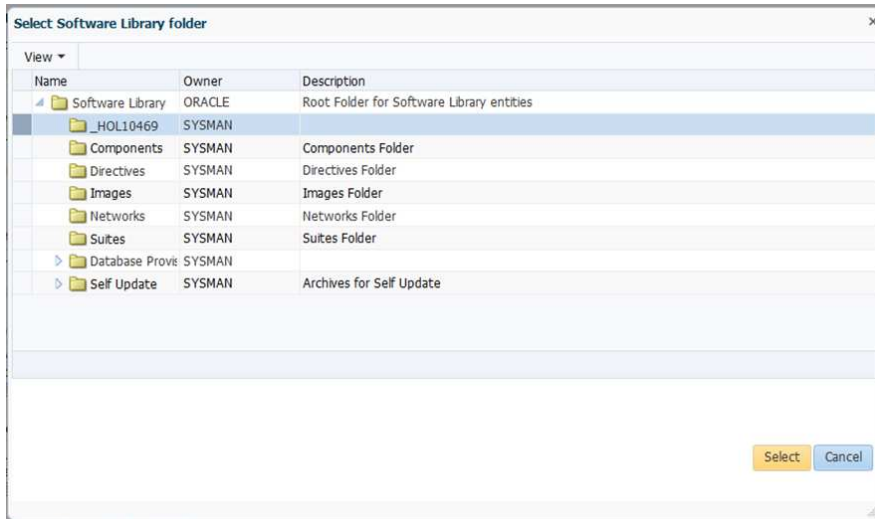 Select Software Library folder
View
Name Owner Description
Software Library ORACLE Root Folder for Software Library entities
_HOL10469 SYSMAN
Components SYSMAN Components Folder
Directives SYSMAN Directives Folder
Images SYSMAN Images Folder
Networks SYSMAN Networks Folder
Suites SYSMAN Suites Folder
Database Provis SYSMAN
Self Update SYSMAN Archives for Self Update
Select Cancel